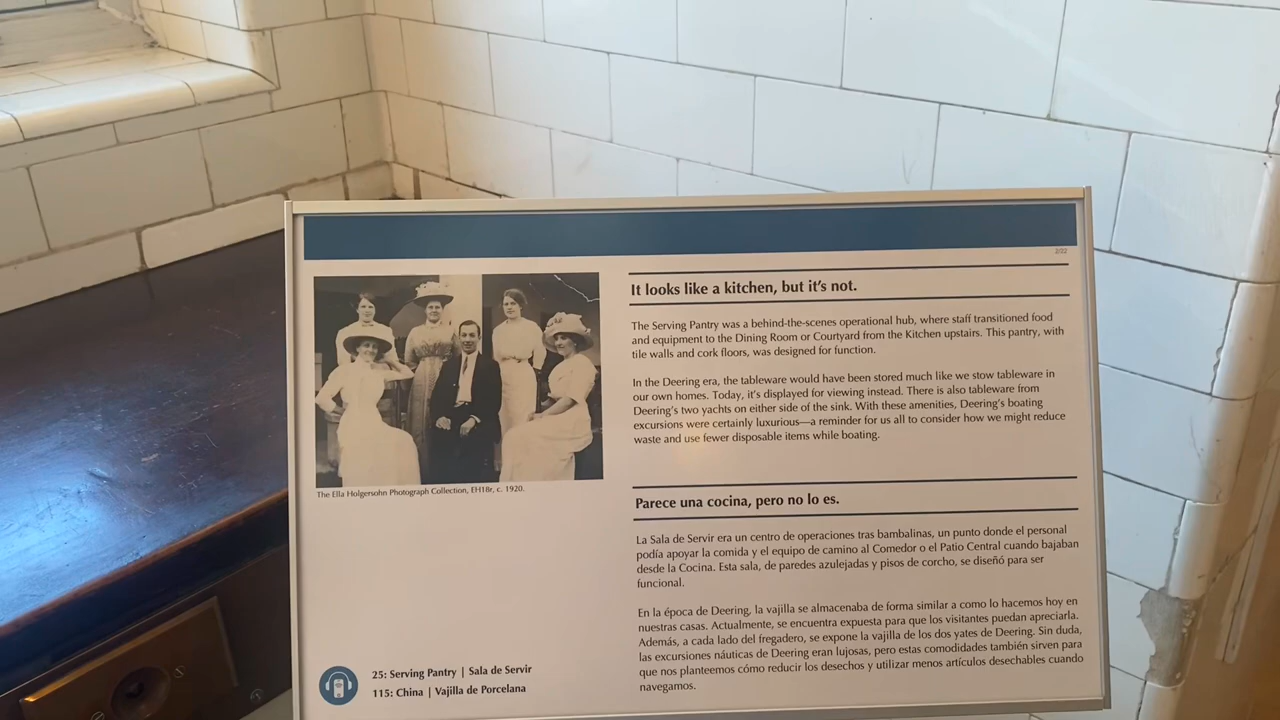 2/22
It looks like a kitchen, but it's not.
The Serving Pantry was a behind-the-scenes operational hub, where staff transitioned food
and equipment to the Dining Room or Courtyard from the Kitchen upstairs. This pantry, with
tile walls and cork floors, was designed for function.
In the Deering era, the tableware would have been stored much like we stow tableware in
our own homes. Today, it's displayed for viewing instead. There is also tableware from
Deering's two yachts on either side of the sink. With these amenities, Deering's boating
excursions were certainly luxurious—a reminder for us all to consider how we might reduce
waste and use fewer disposable items while boating.
The Ella Holgersohn Photograph Collection, EH18r, c. 1920.
Parece una cocina, pero no lo es.
La Sala de Servir era un centro de operaciones tras bambalinas, un punto donde el personal
podía apoyar la comida y el equipo de camino al Comedor o el Patio Central cuando bajaban
desde la Cocina. Esta sala, de paredes azulejadas y pisos de corcho, se diseñó para ser
funcional.
En la época de Deering, la vajilla se almacenaba de forma similar a como lo hacemos hoy en
nuestras casas. Actualmente, se encuentra expuesta para que los visitantes puedan apreciarla.
Además, a cada lado del fregadero, se expone la vajilla de los dos yates de Deering. Sin duda,
las excursiones náuticas de Deering eran lujosas, pero estas comodidades también sirven para
que nos planteemos cómo reducir los desechos y utilizar menos artículos desechables cuando
navegamos.
25: Serving Pantry | Sala de Servir
115: China | Vajilla de Porcelana